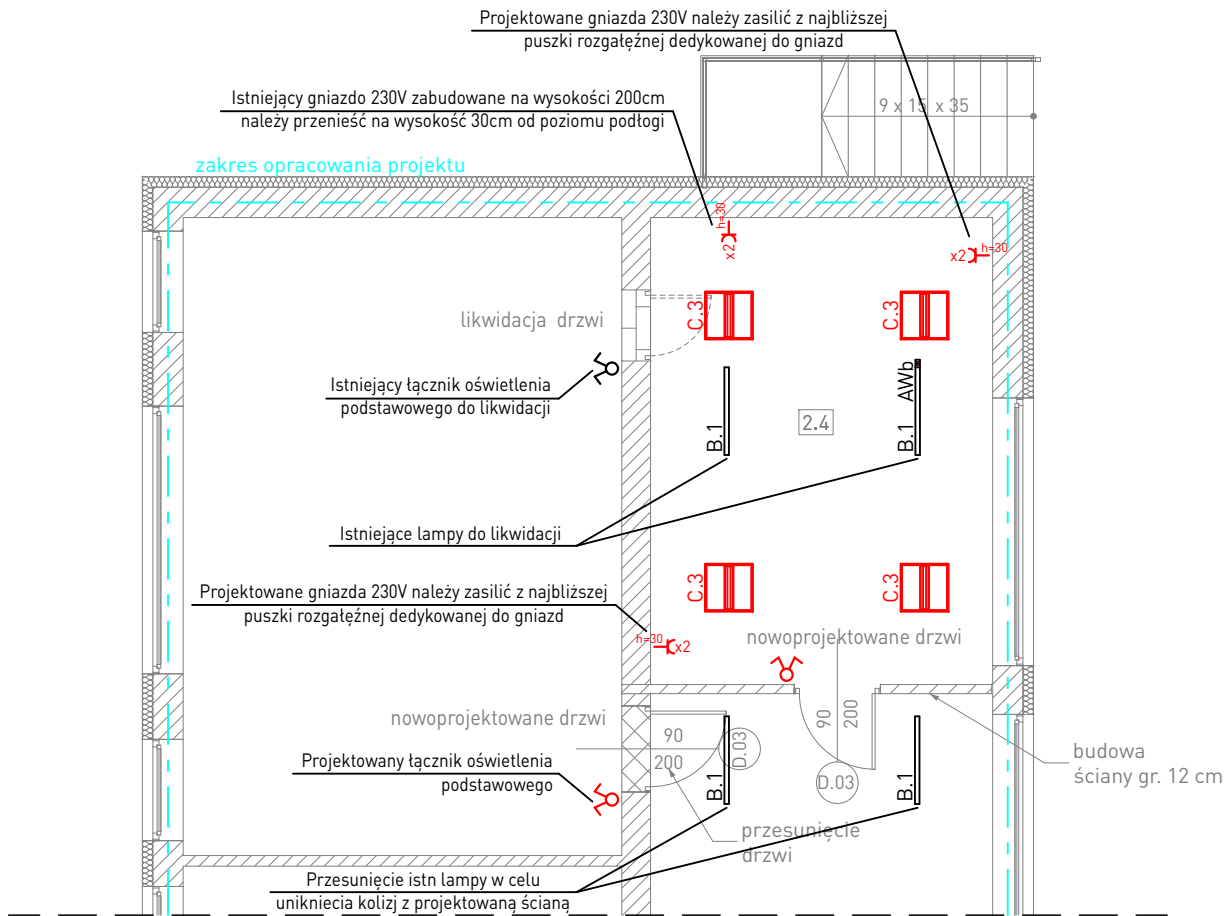 Projektowane gniazda 230V należy zasilić z najbliższej
puszki rozgałęźnej dedykowanej do gniazd
Istniejący gniazdo 230V zabudowane na wysokości 200cm
należy przenieść na wysokość 30cm od poziomu podłogi
9 x 15 x 35
zakres opracowania projektu
h=30
x2
x2
h=30
C.3
C.3
likwidacja drzwi
Istniejący łącznik oświetlenia
podstawowego do likwidacji
B.1
B.1
AWb
2.4
Istniejące lampy do likwidacji
C.3
C.3
Projektowane gniazda 230V należy zasilić z najbliższej
puszki rozgałęźnej dedykowanej do gniazd
h=30
x2
nowoprojektowane drzwi
nowoprojektowane drzwi
90
200
D.03
90
200
D.03
Projektowany łącznik oświetlenia
podstawowego
B.1
B.1
budowa
ściany gr. 12 cm
przesunięcie
drzwi
Przesunięcie istn lampy w celu
unikniecia kolizj z projektowaną ścianą